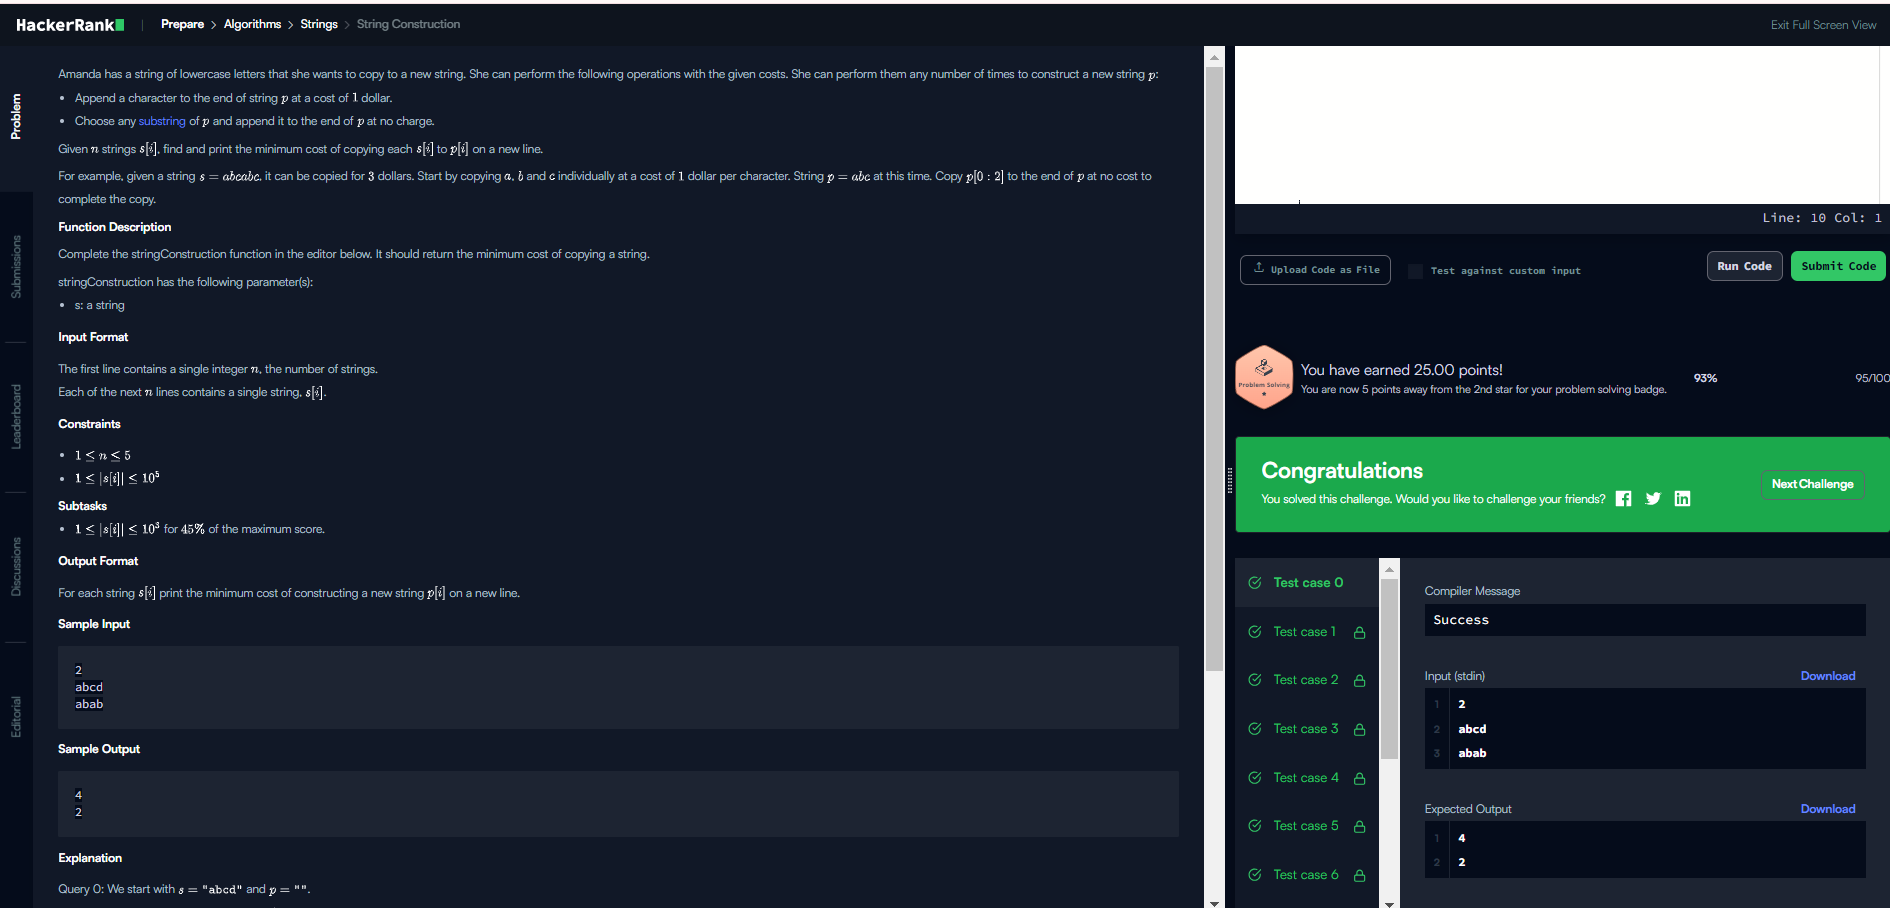 HackerRank | Prepare > Algorithms > Strings > String Construction
Exit Full Screen View
Problem
Submissions
Leaderboard
Discussions
Editorial
Amanda has a string of lowercase letters that she wants to copy to a new string. She can perform the following operations with the given costs. She can perform them any number of times to construct a new string p:
• Append a character to the end of string p at a cost of 1 dollar.
• Choose any substring of p and append it to the end of p at no charge.
Given n strings s[i], find and print the minimum cost of copying each s[i] to p[i] on a new line.
For example, given a string s = abcabc, it can be copied for 3 dollars. Start by copying a, b and c individually at a cost of 1 dollar per character. String p = abc at this time. Copy p[0 : 2] to the end of p at no cost to
complete the copy.
Function Description
Complete the stringConstruction function in the editor below. It should return the minimum cost of copying a string.
stringConstruction has the following parameter(s):
• s: a string
Input Format
The first line contains a single integer n, the number of strings.
Each of the next n lines contains a single string, s[i].
Constraints
• 1 ≤ n ≤ 5
• 1 ≤ |s[i]| ≤ 10⁵
Subtasks
• 1 ≤ |s[i]| ≤ 10³ for 45% of the maximum score.
Output Format
For each string s[i] print the minimum cost of constructing a new string p[i] on a new line.
Sample Input
2
abcd
abab
Sample Output
4
2
Explanation
Query 0: We start with s = "abcd" and p = "".
Line: 10 Col: 1
Upload Code as File
Test against custom input
Run Code
Submit Code
Problem Solving
You have earned 25.00 points!
You are now 5 points away from the 2nd star for your problem solving badge.
93%
95/100
Congratulations
You solved this challenge. Would you like to challenge your friends?
Next Challenge
Test case 0
Test case 1
Test case 2
Test case 3
Test case 4
Test case 5
Test case 6
Compiler Message
Success
Input (stdin)
Download
1 2
2 abcd
3 abab
Expected Output
Download
1 4
2 2